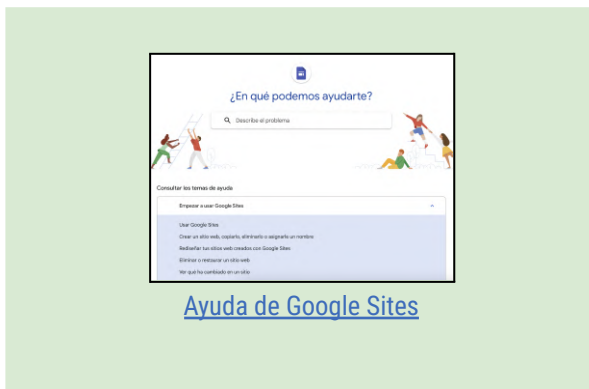 ¿En qué podemos ayudarte?
Describe el problema
Consultar los temas de ayuda
Empezar a usar Google Sites
Usar Google Sites
Crear un sitio web, copiarlo, eliminarlo o asignarle un nombre
Rediseñar tus sitios web creados con Google Sites
Eliminar o restaurar un sitio web
Ver qué ha cambiado en un sitio
Ayuda de Google Sites